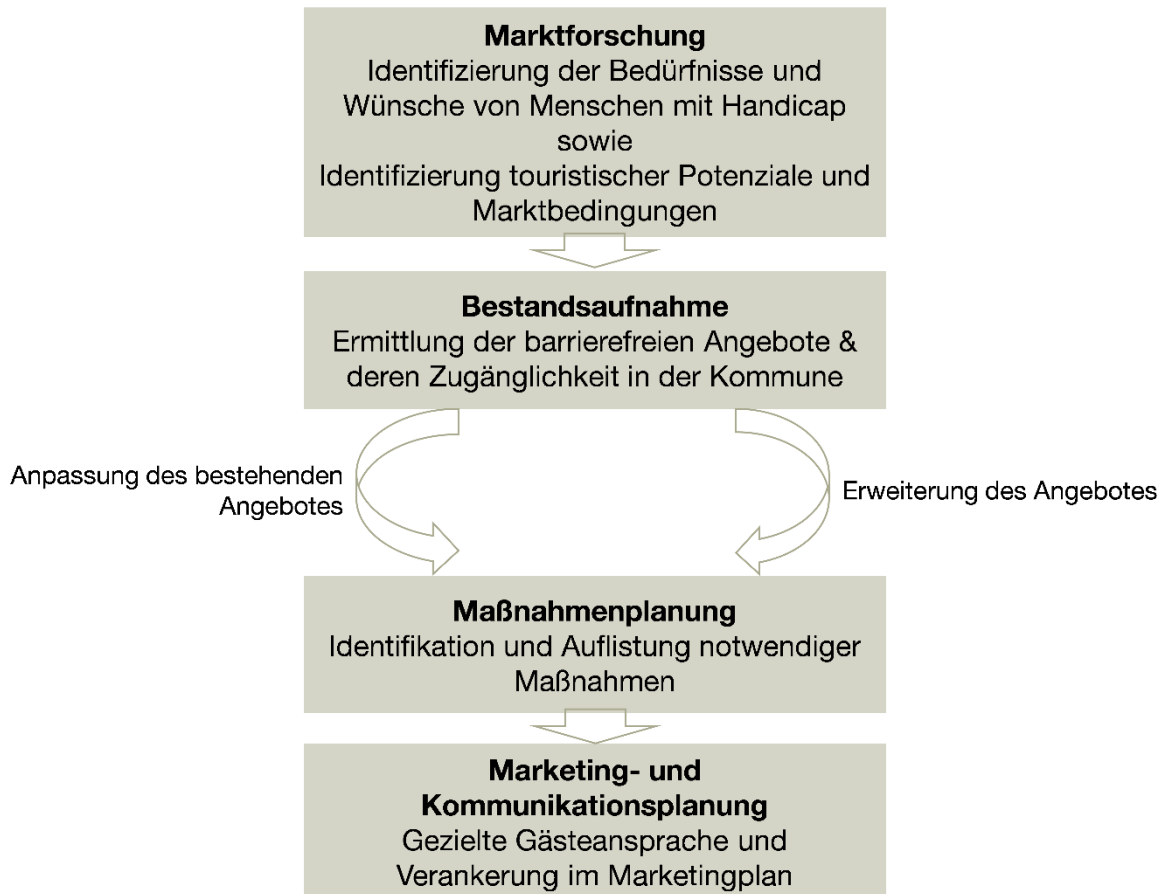 Marktforschung
Identifizierung der Bedürfnisse und
Wünsche von Menschen mit Handicap
sowie
Identifizierung touristischer Potenziale und
Marktbedingungen
Bestandsaufnahme
Ermittlung der barrierefreien Angebote &
deren Zugänglichkeit in der Kommune
Anpassung des bestehenden
Angebotes
Erweiterung des Angebotes
Maßnahmenplanung
Identifikation und Auflistung notwendiger
Maßnahmen
Marketing- und
Kommunikationsplanung
Gezielte Gästeansprache und
Verankerung im Marketingplan